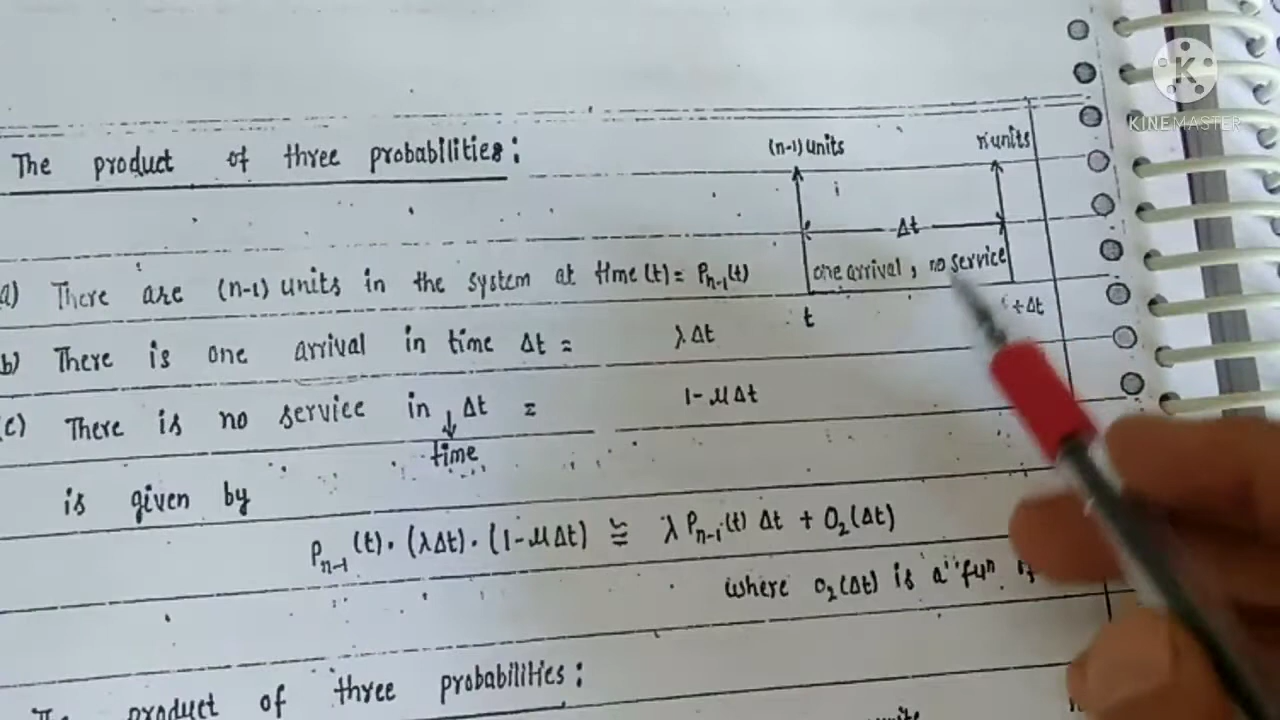 KINEMASTER
The product of three probabilities:
(n-1) units n units
Δt
a) There are (n-1) units in the system at time (t) = Pn-1(t)
one arrival, no service
t +Δt
b) There is one arrival in time Δt = λΔt
(c) There is no service in Δt = 1-μΔt
time
is given by
Pn-1(t)·(λΔt)·(1-μΔt) ≅ λPn-1(t)Δt + O2(Δt)
where O2(Δt) is a fun
product of three probabilities: